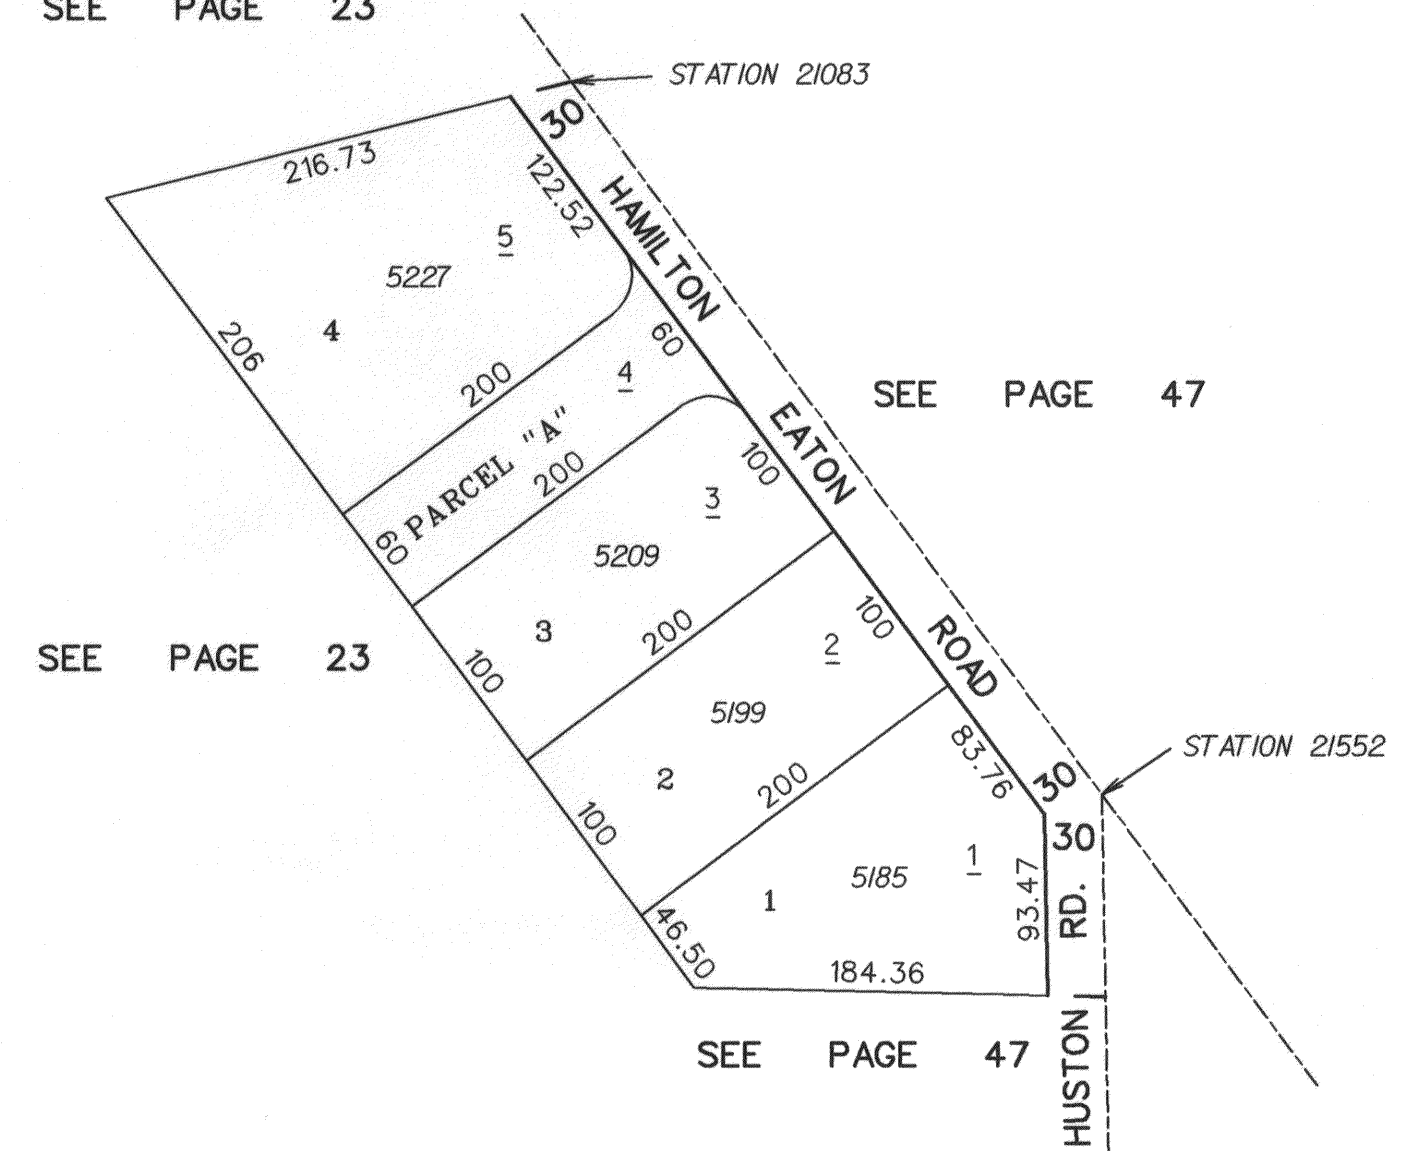 SEE PAGE 23
STATION 21083
30
216.73
122.52
HAMILTON
5
5227
4
206
200
60
4
SEE PAGE 47
EATON
PARCEL "A"
200
100
3
60
5209
3
200
100
ROAD
2
SEE PAGE 23
100
5199
83.76
STATION 21552
2
200
30
30
100
1
5185
1
93.47
RD.
46.50
184.36
HUSTON
SEE PAGE 47